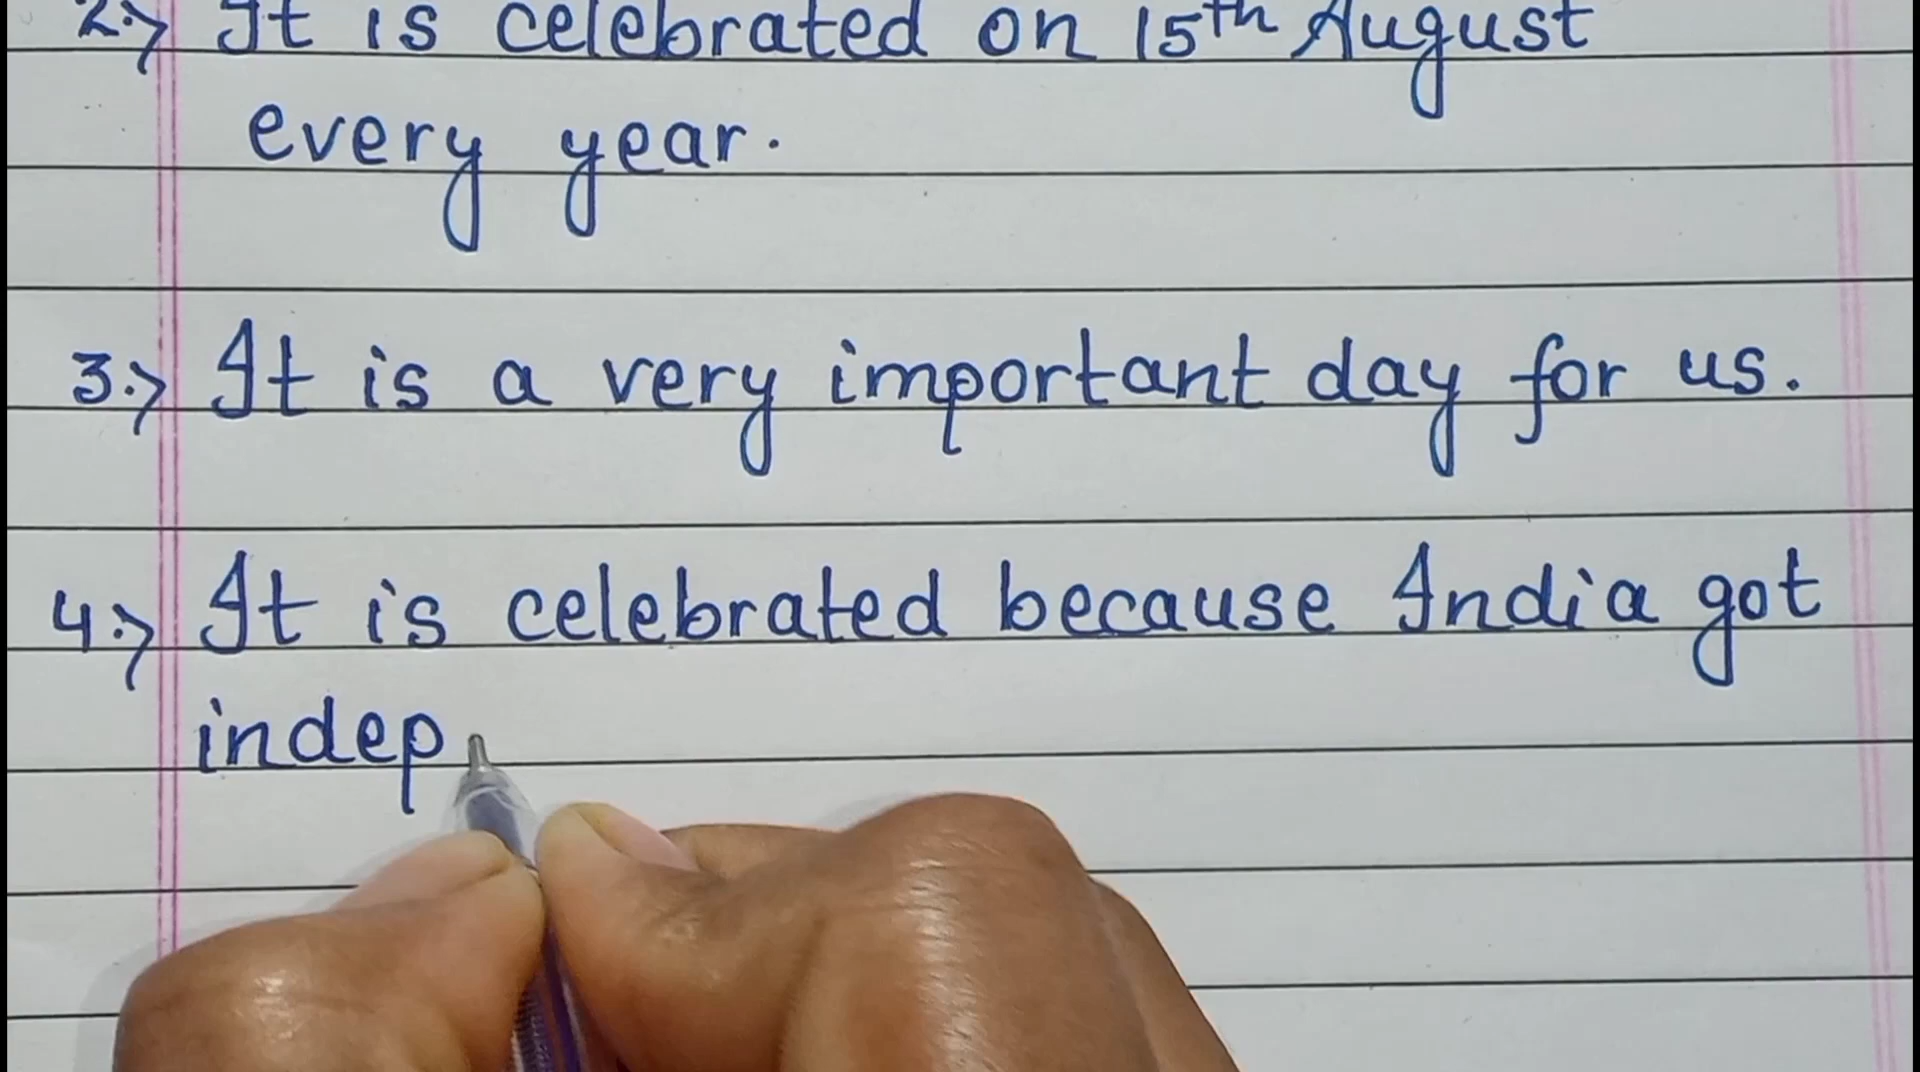 2.> It is celebrated on 15th August
every year.
3.> It is a very important day for us.
4.> It is celebrated because India got
indep